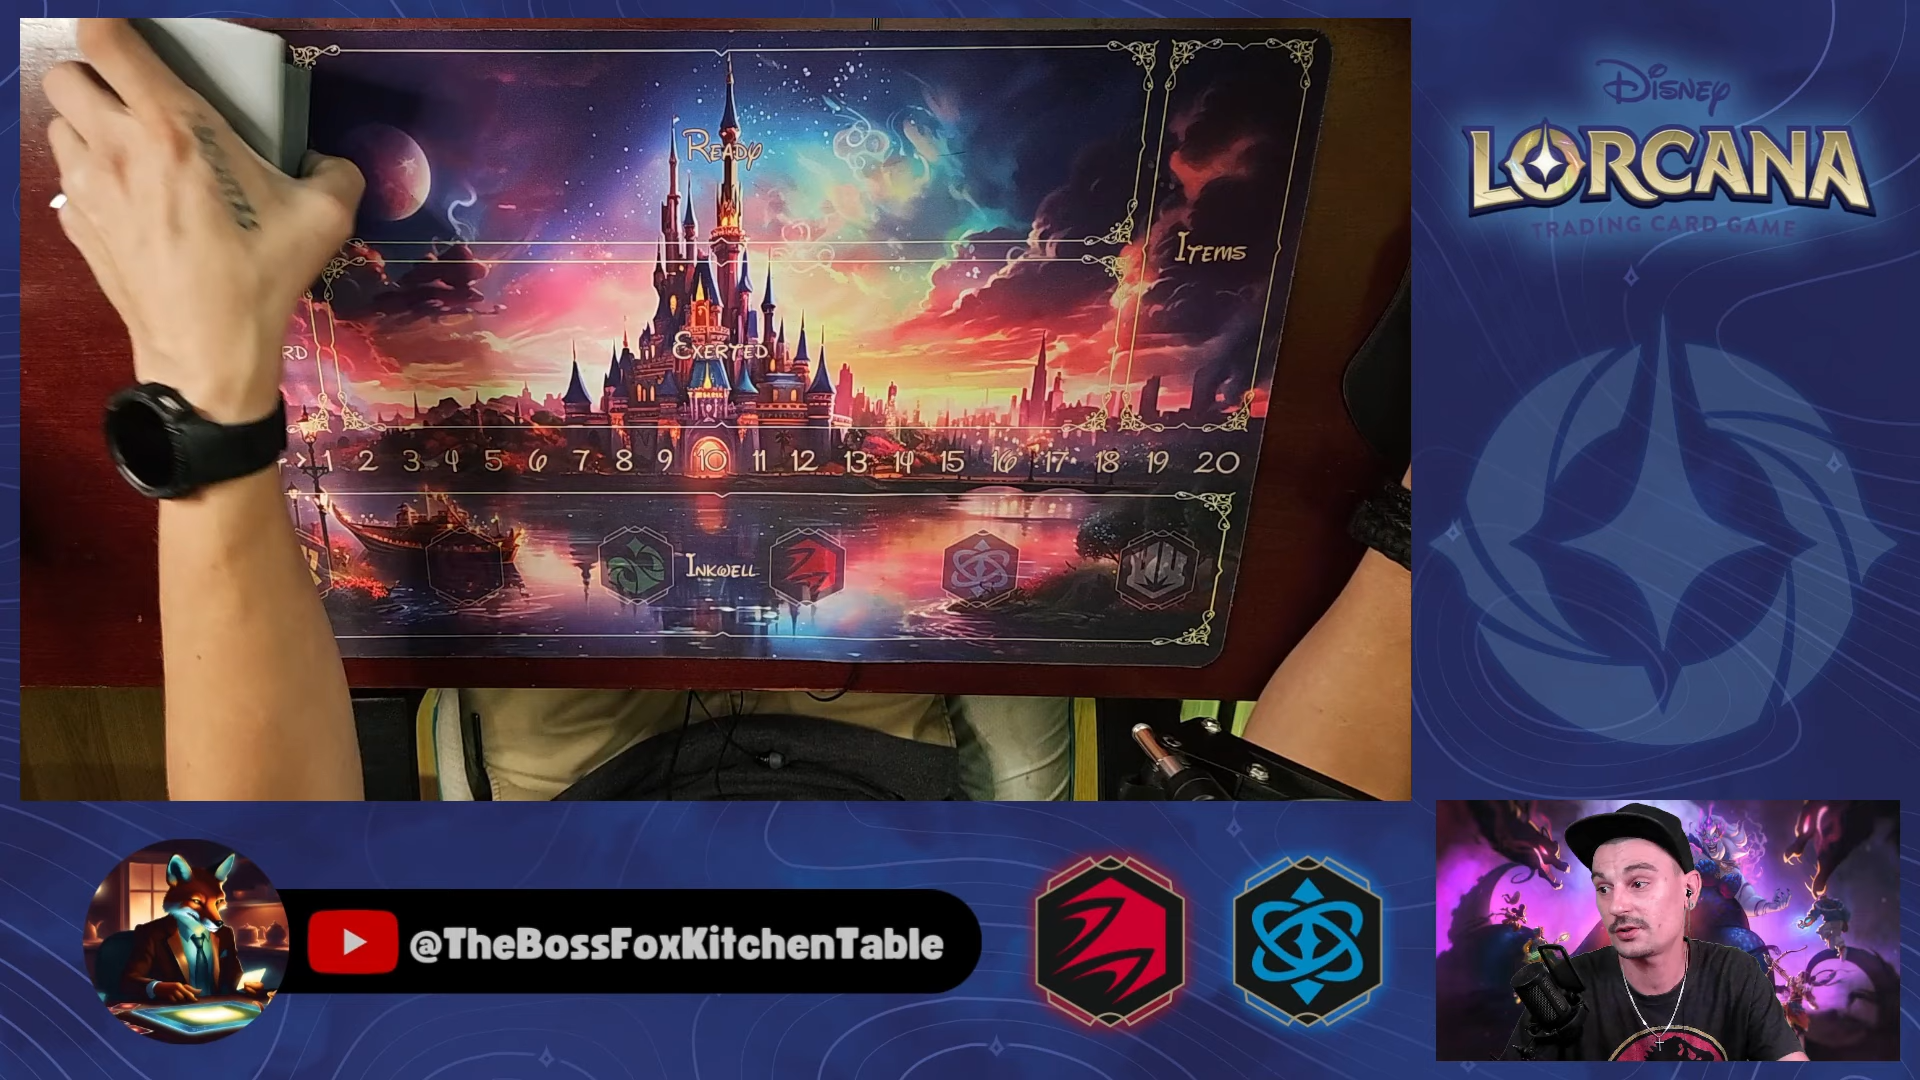 Disney
LORCANA
TRADING CARD GAME
READY
ITEMS
EXERTED
RD
1 2 3 4 5 6 7 8 9 10 11 12 13 14 15 16 17 18 19 20
INKWELL
@TheBossFoxKitchenTable